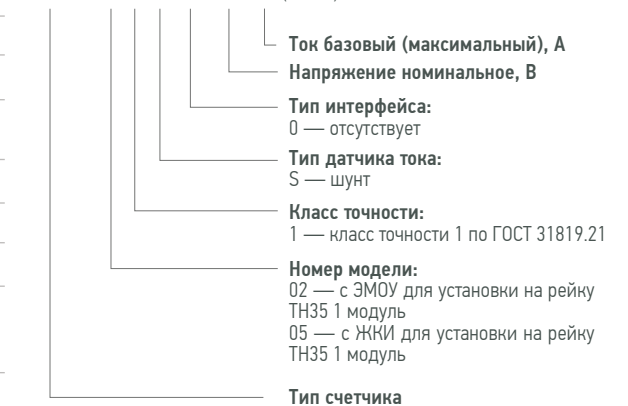 Ток базовый (максимальный), А
Напряжение номинальное, В
Тип интерфейса:
0 — отсутствует
Тип датчика тока:
S — шунт
Класс точности:
1 — класс точности 1 по ГОСТ 31819.21
Номер модели:
02 — с ЭМОУ для установки на рейку
ТН35 1 модуль
05 — с ЖКИ для установки на рейку
ТН35 1 модуль
Тип счетчика